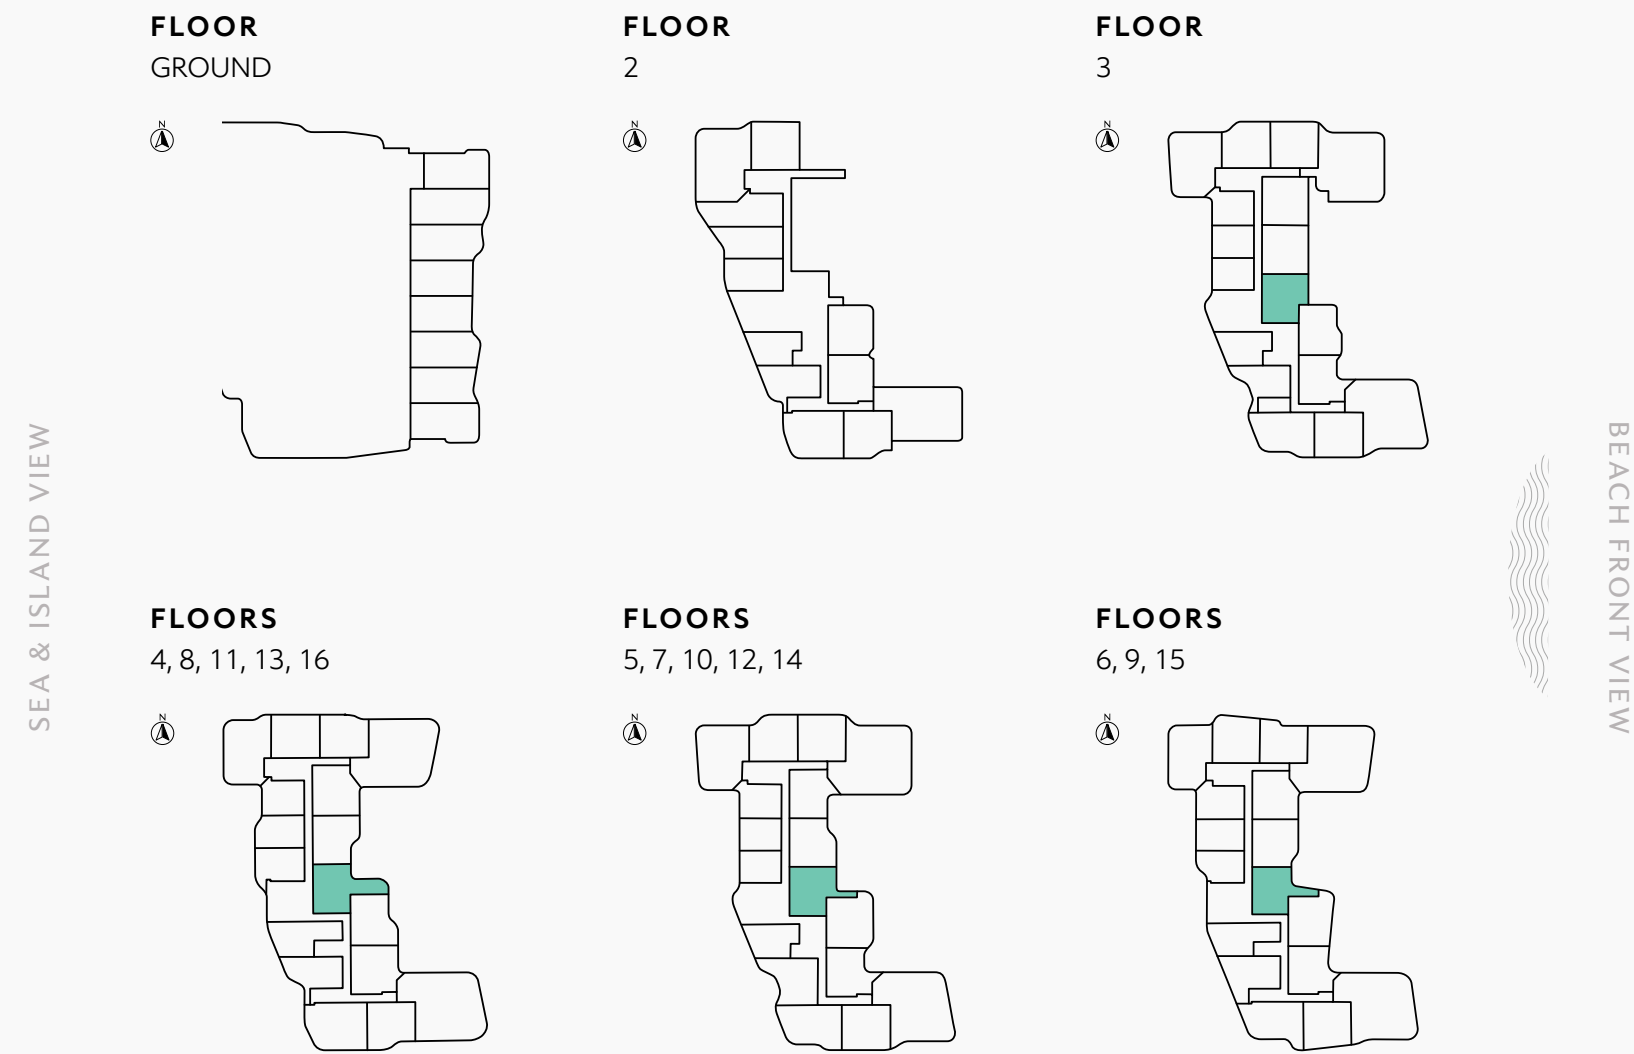 FLOOR
GROUND
N
FLOOR
2
N
FLOOR
3
N
SEA & ISLAND VIEW
BEACH FRONT VIEW
FLOORS
4, 8, 11, 13, 16
N
FLOORS
5, 7, 10, 12, 14
N
FLOORS
6, 9, 15
N